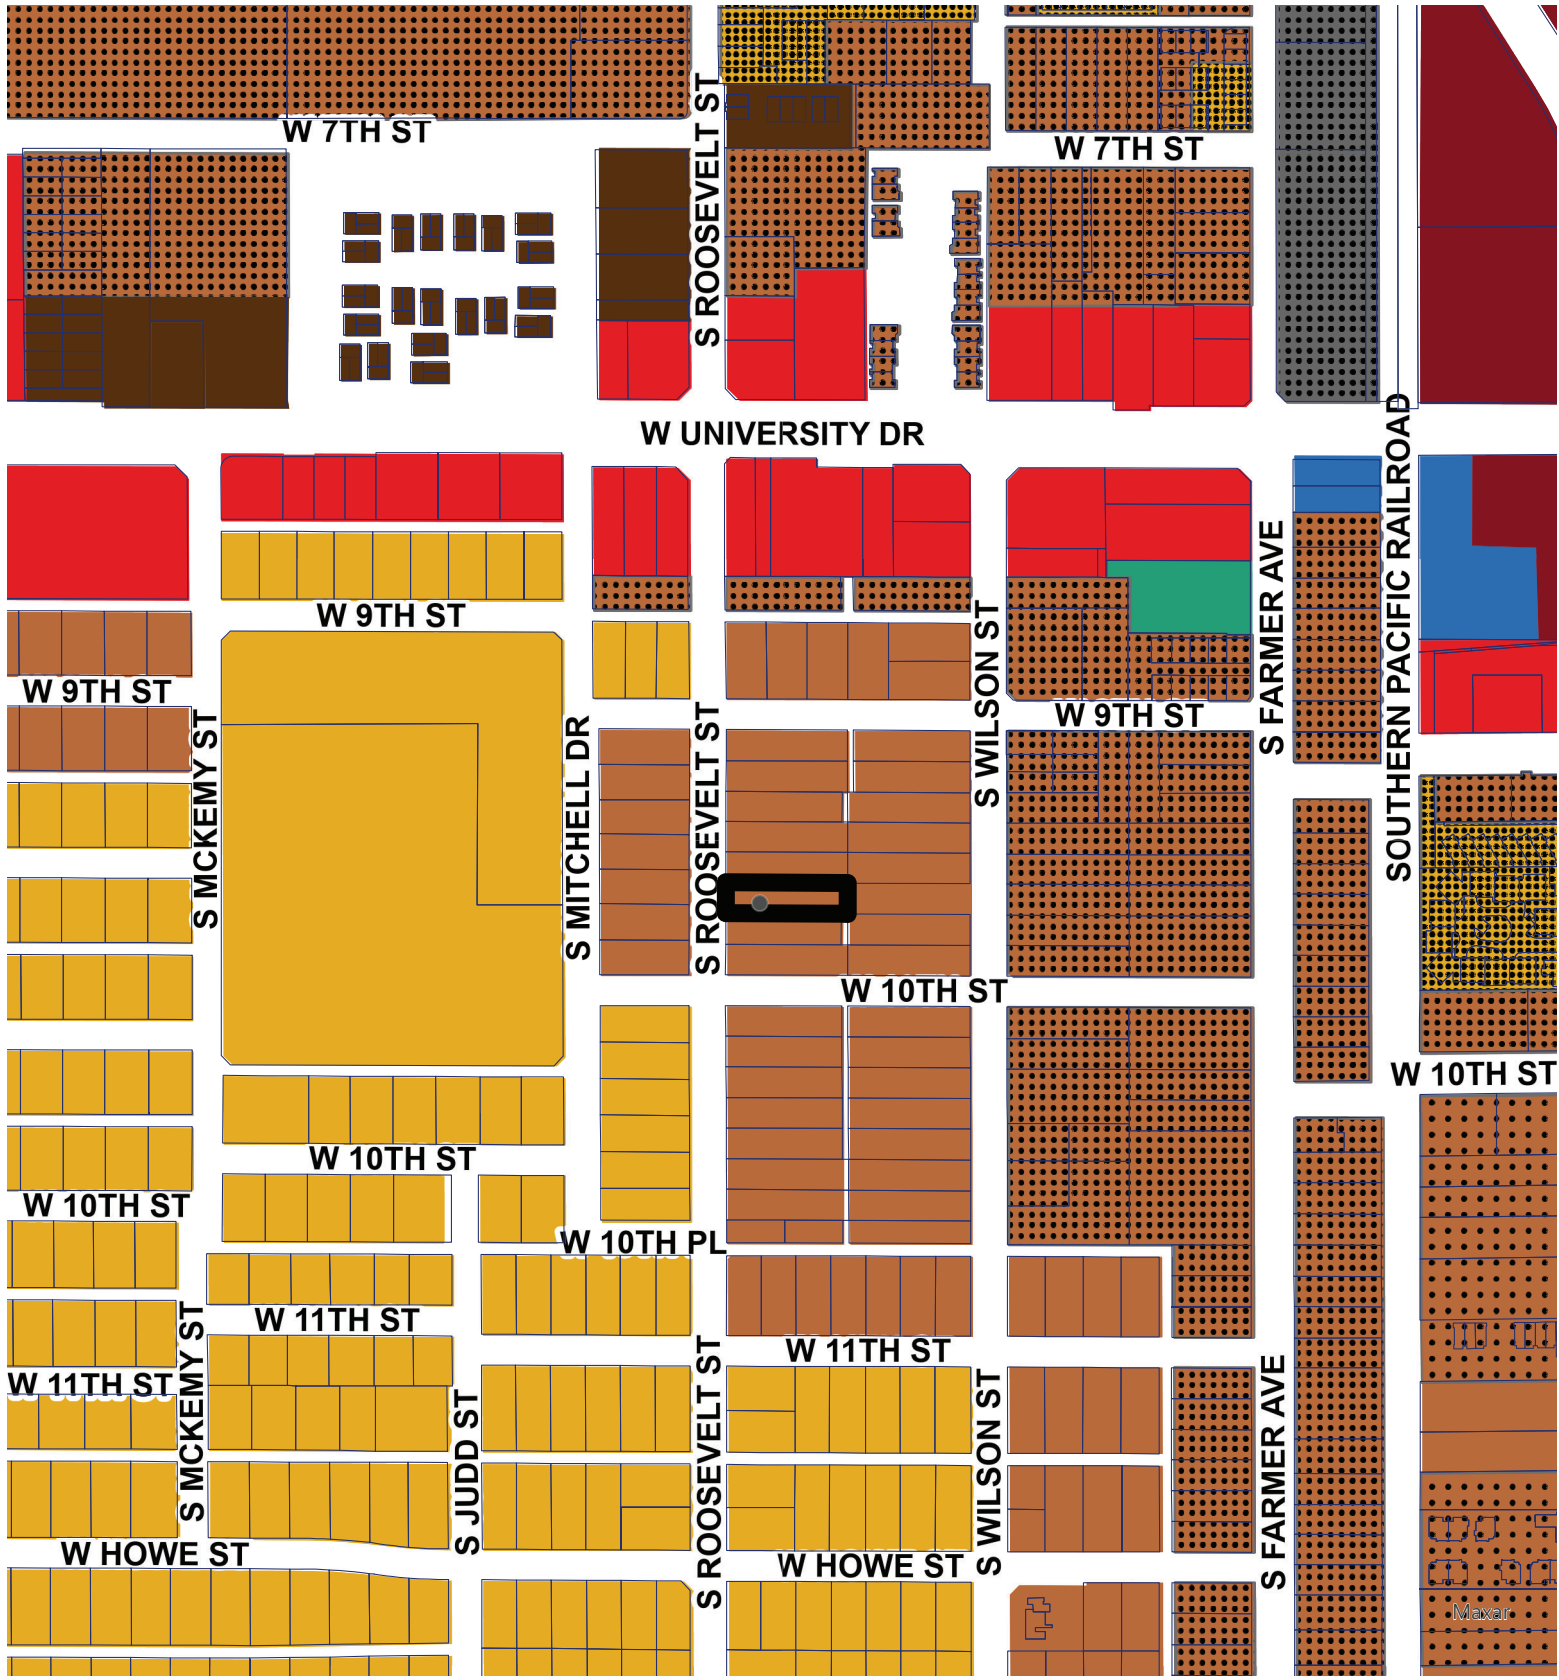 W 7TH ST
S ROOSEVELT ST
W 7TH ST
W UNIVERSITY DR
SOUTHERN PACIFIC RAILROAD
S FARMER AVE
W 9TH ST
S WILSON ST
W 9TH ST
W 9TH ST
S MCKEMY ST
S MITCHELL DR
S ROOSEVELT ST
W 10TH ST
W 10TH ST
W 10TH ST
W 10TH ST
W 10TH PL
W 11TH ST
W 11TH ST
W 11TH ST
S MCKEMY ST
S JUDD ST
S ROOSEVELT ST
S WILSON ST
S FARMER AVE
W HOWE ST
W HOWE ST
Maxar